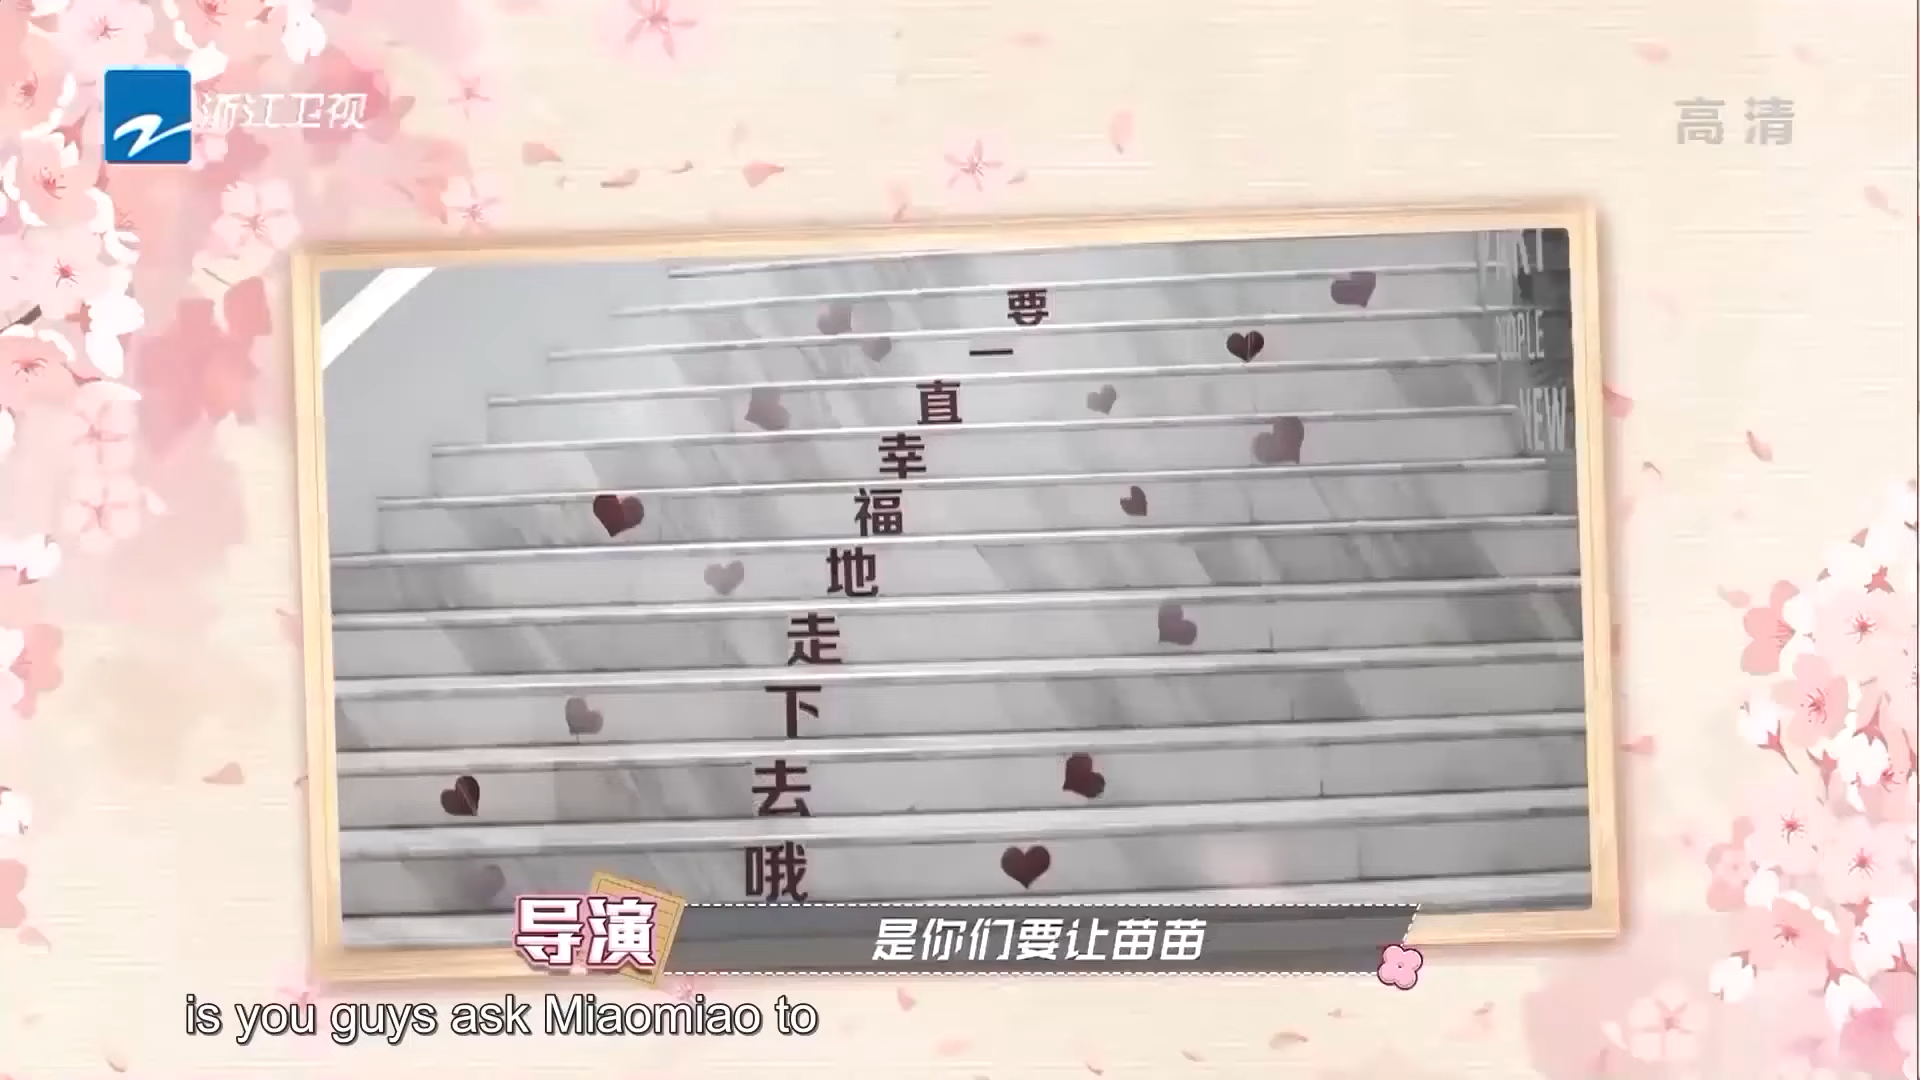 浙江卫视
高清
要
一
直
幸
福
地
走
下
去
哦
NEW
导演
是你们要让苗苗
is you guys ask Miaomiao to